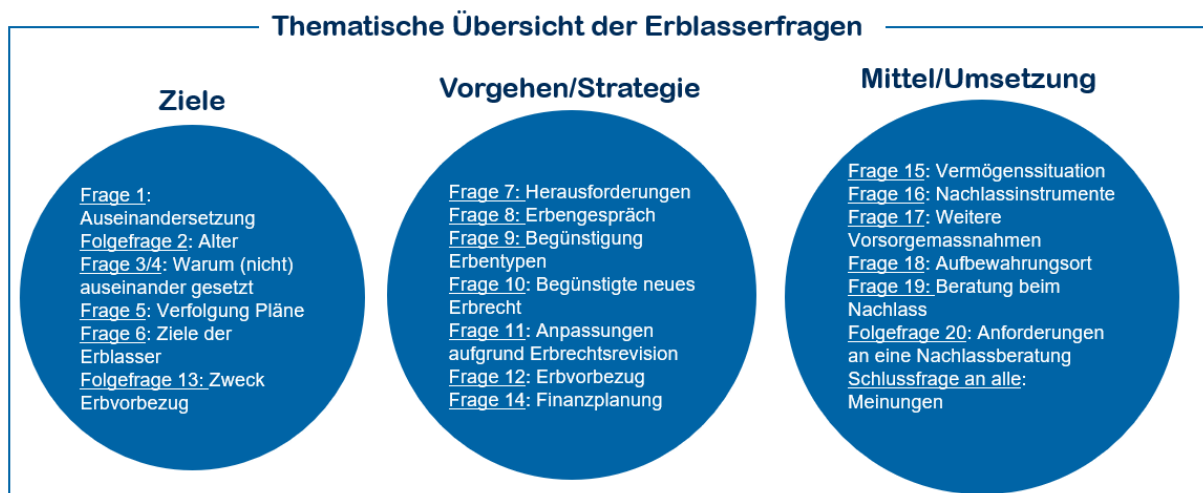 Thematische Übersicht der Erblasserfragen
Ziele
Frage 1:
Auseinandersetzung
Folgefrage 2: Alter
Frage 3/4: Warum (nicht)
auseinander gesetzt
Frage 5: Verfolgung Pläne
Frage 6: Ziele der
Erblasser
Folgefrage 13: Zweck
Erbvorbezug
Vorgehen/Strategie
Frage 7: Herausforderungen
Frage 8: Erbengespräch
Frage 9: Begünstigung
Erbentypen
Frage 10: Begünstigte neues
Erbrecht
Frage 11: Anpassungen
aufgrund Erbrechtsrevision
Frage 12: Erbvorbezug
Frage 14: Finanzplanung
Mittel/Umsetzung
Frage 15: Vermögenssituation
Frage 16: Nachlassinstrumente
Frage 17: Weitere
Vorsorgemassnahmen
Frage 18: Aufbewahrungsort
Frage 19: Beratung beim
Nachlass
Folgefrage 20: Anforderungen
an eine Nachlassberatung
Schlussfrage an alle:
Meinungen